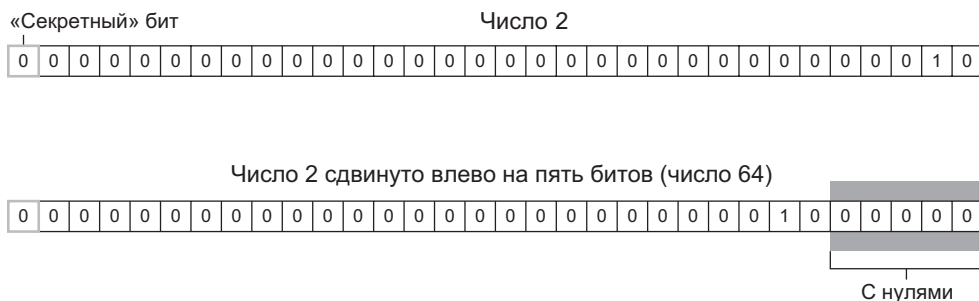 «Секретный» бит
Число 2
0 0 0 0 0 0 0 0 0 0 0 0 0 0 0 0 0 0 0 0 0 0 0 0 0 0 0 0 0 0 1 0
Число 2 сдвинуто влево на пять битов (число 64)
0 0 0 0 0 0 0 0 0 0 0 0 0 0 0 0 0 0 0 0 0 0 0 0 0 1 0 0 0 0 0 0
С нулями